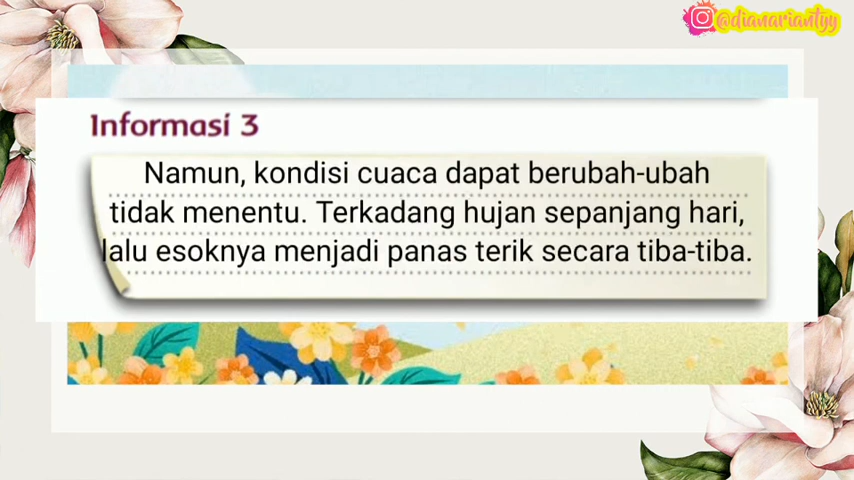 @dianariantyy
Informasi 3
Namun, kondisi cuaca dapat berubah-ubah
tidak menentu. Terkadang hujan sepanjang hari,
lalu esoknya menjadi panas terik secara tiba-tiba.